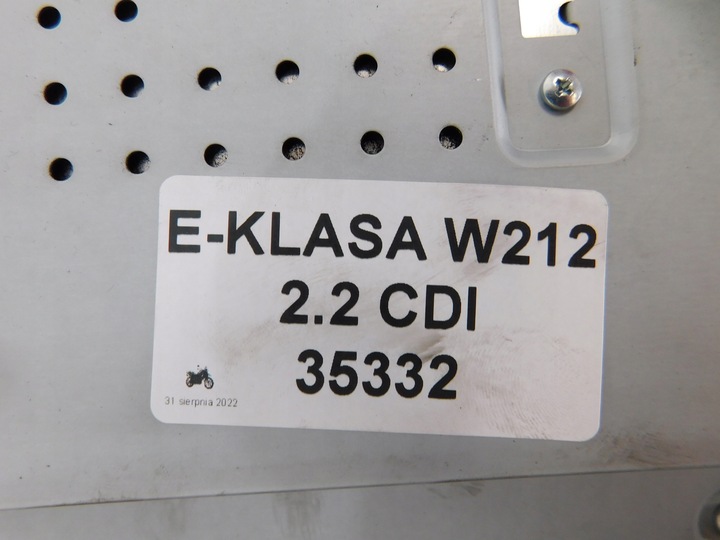 E-KLASA W212
2.2 CDI
35332
31 sierpnia 2022